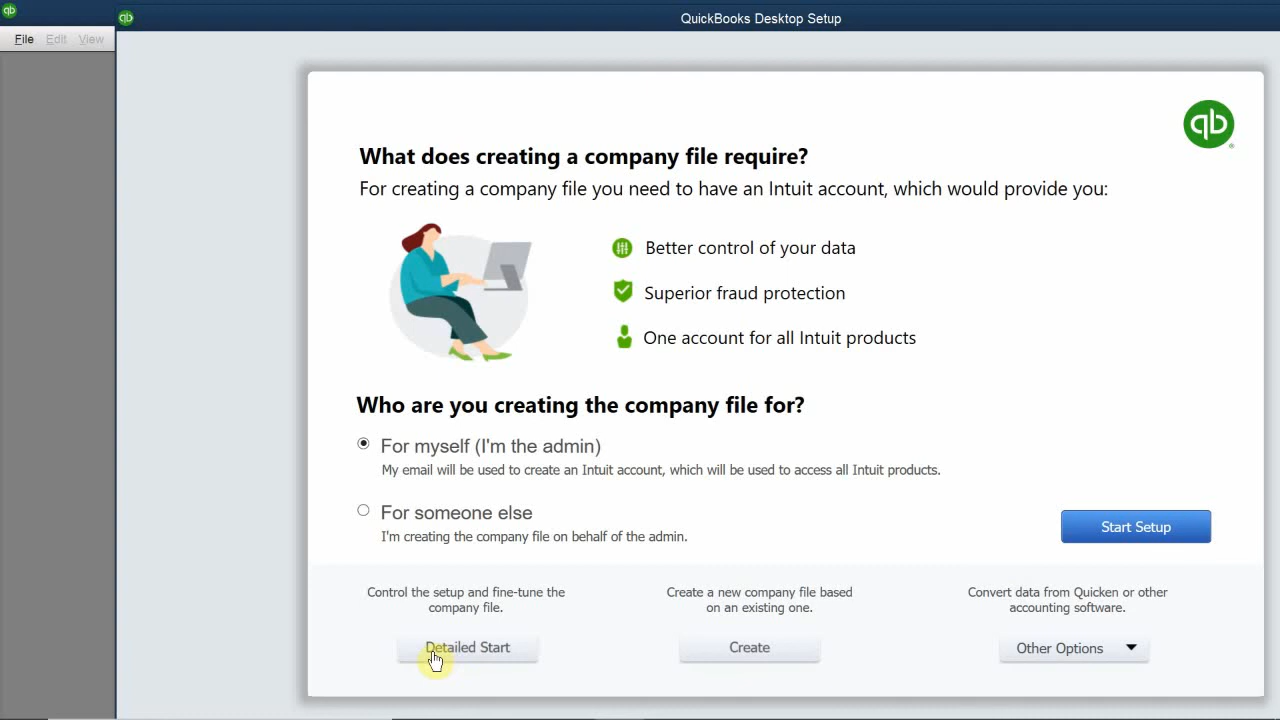 qb
qb
QuickBooks Desktop Setup
File Edit View
qb
What does creating a company file require?
For creating a company file you need to have an Intuit account, which would provide you:
Better control of your data
Superior fraud protection
One account for all Intuit products
Who are you creating the company file for?
For myself (I'm the admin)
My email will be used to create an Intuit account, which will be used to access all Intuit products.
For someone else
I'm creating the company file on behalf of the admin.
Start Setup
Control the setup and fine-tune the
company file.
Create a new company file based
on an existing one.
Convert data from Quicken or other
accounting software.
Detailed Start
Create
Other Options